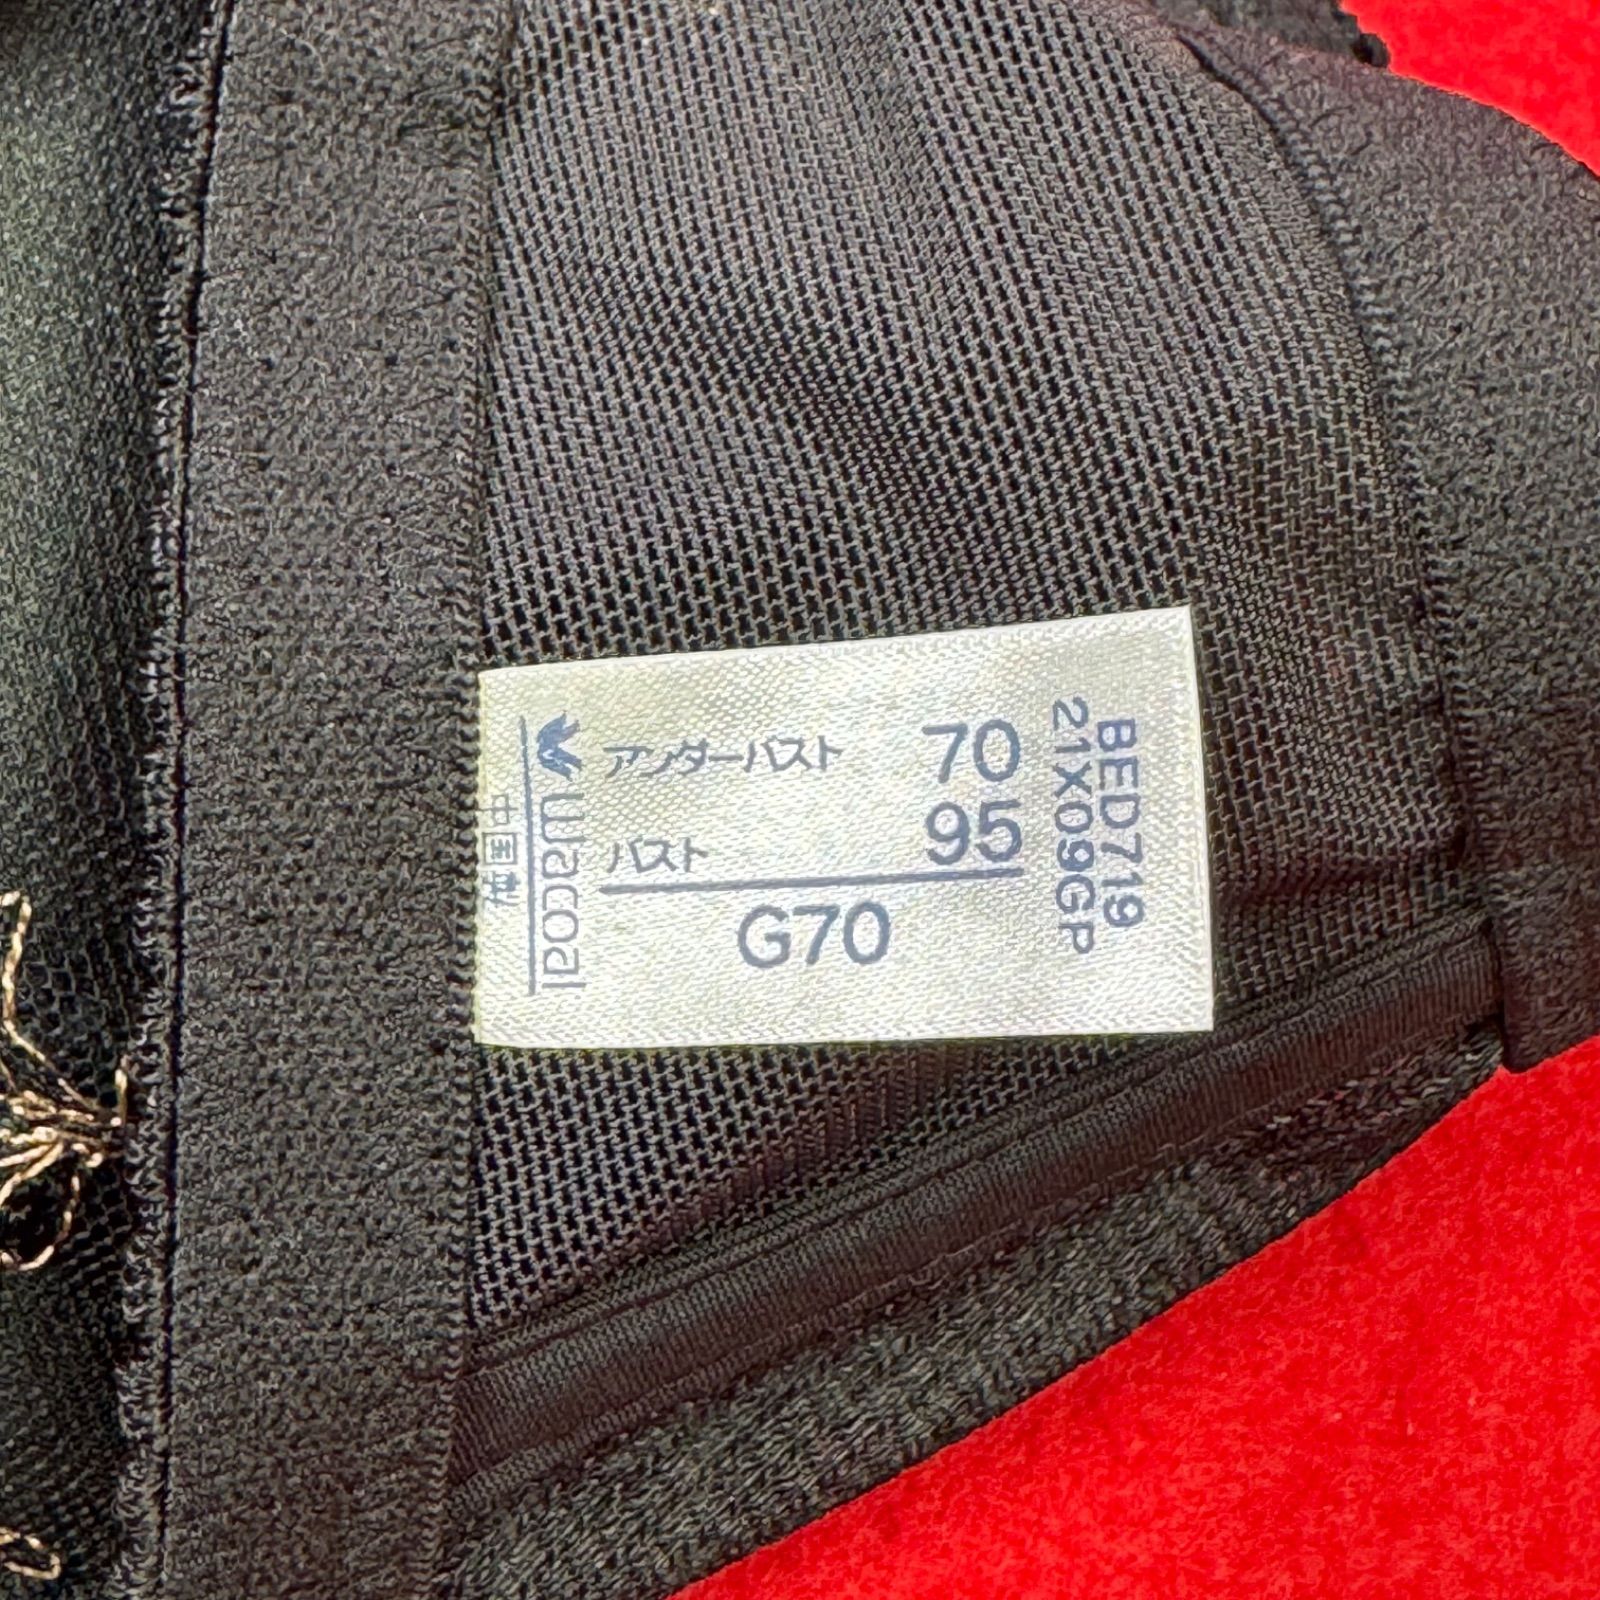 アンダーバスト 70
バスト 95
G70
Wacoal
中国製
BED719
21X09GP